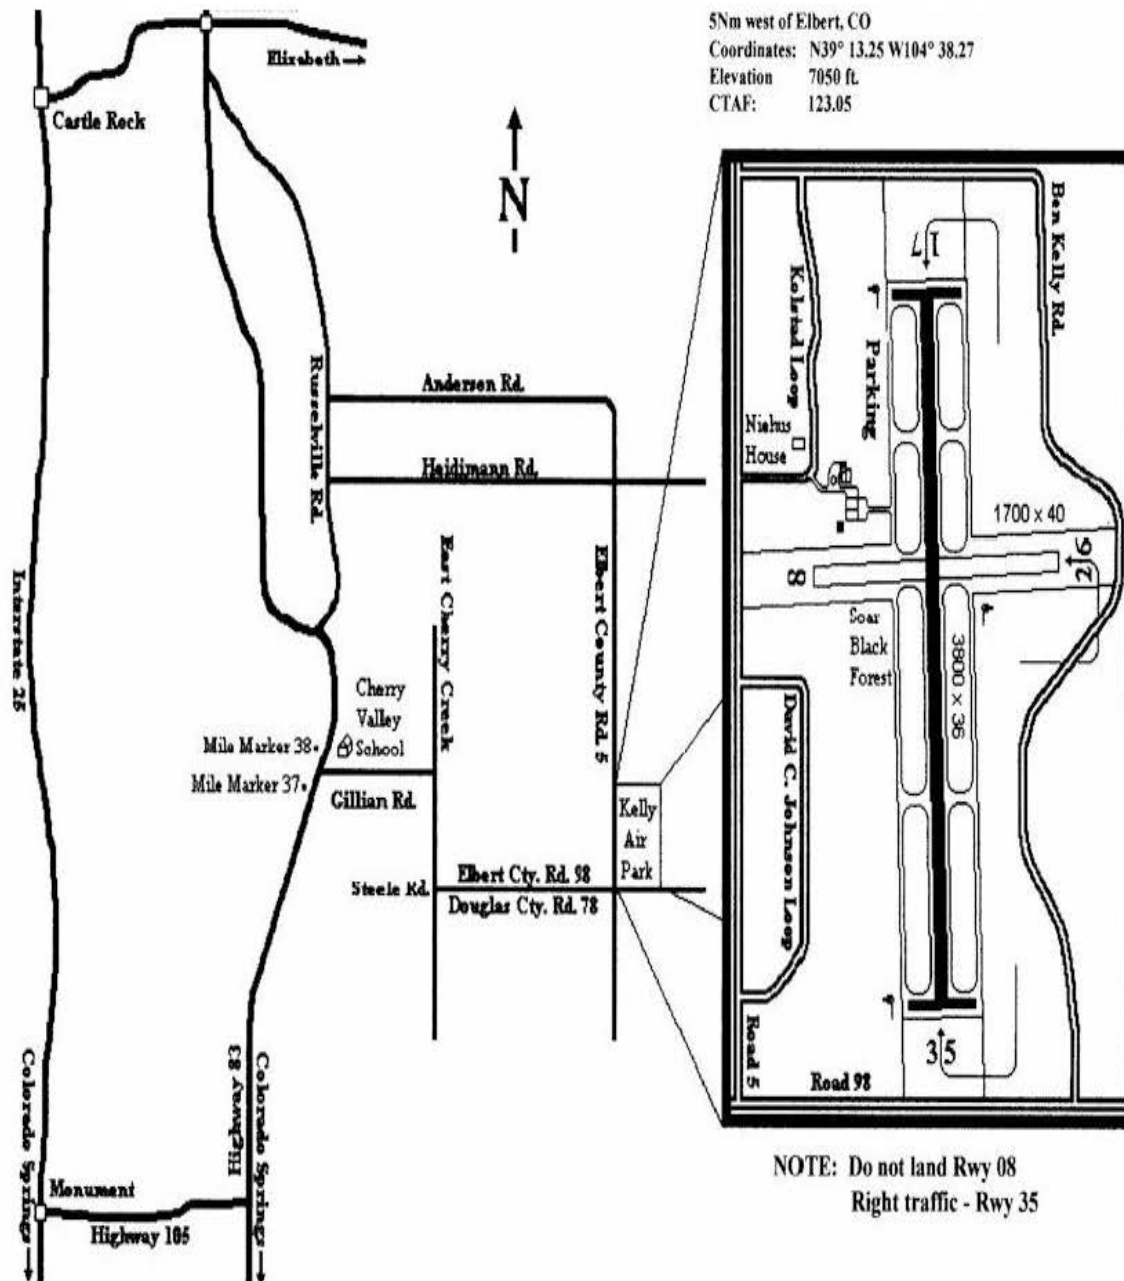 5Nm west of Elbert, CO
Coordinates: N39° 13.25 W104° 38.27
Elevation 7050 ft.
CTAF: 123.05
Elizabeth
Castle Rock
N
Russelville Rd.
Anderson Rd.
Heidimann Rd.
East Cherry Creek
Elbert County Rd. 5
Interstate 25
Cherry
Valley
School
Mile Marker 38
Mile Marker 37
Gillian Rd.
Kelly
Air
Park
Steele Rd.
Elbert Cty. Rd. 98
Douglas Cty. Rd. 78
Highway 83
Colorado Springs
Colorado Springs
Monument
Highway 105
Ben Kelly Rd.
17
Kolstad Loop
Parking
Niehus
House
1700 x 40
26
8
Soar
Black
Forest
3800 x 36
David C. Johnson Loop
35
Road 5
Road 98
NOTE: Do not land Rwy 08
Right traffic - Rwy 35